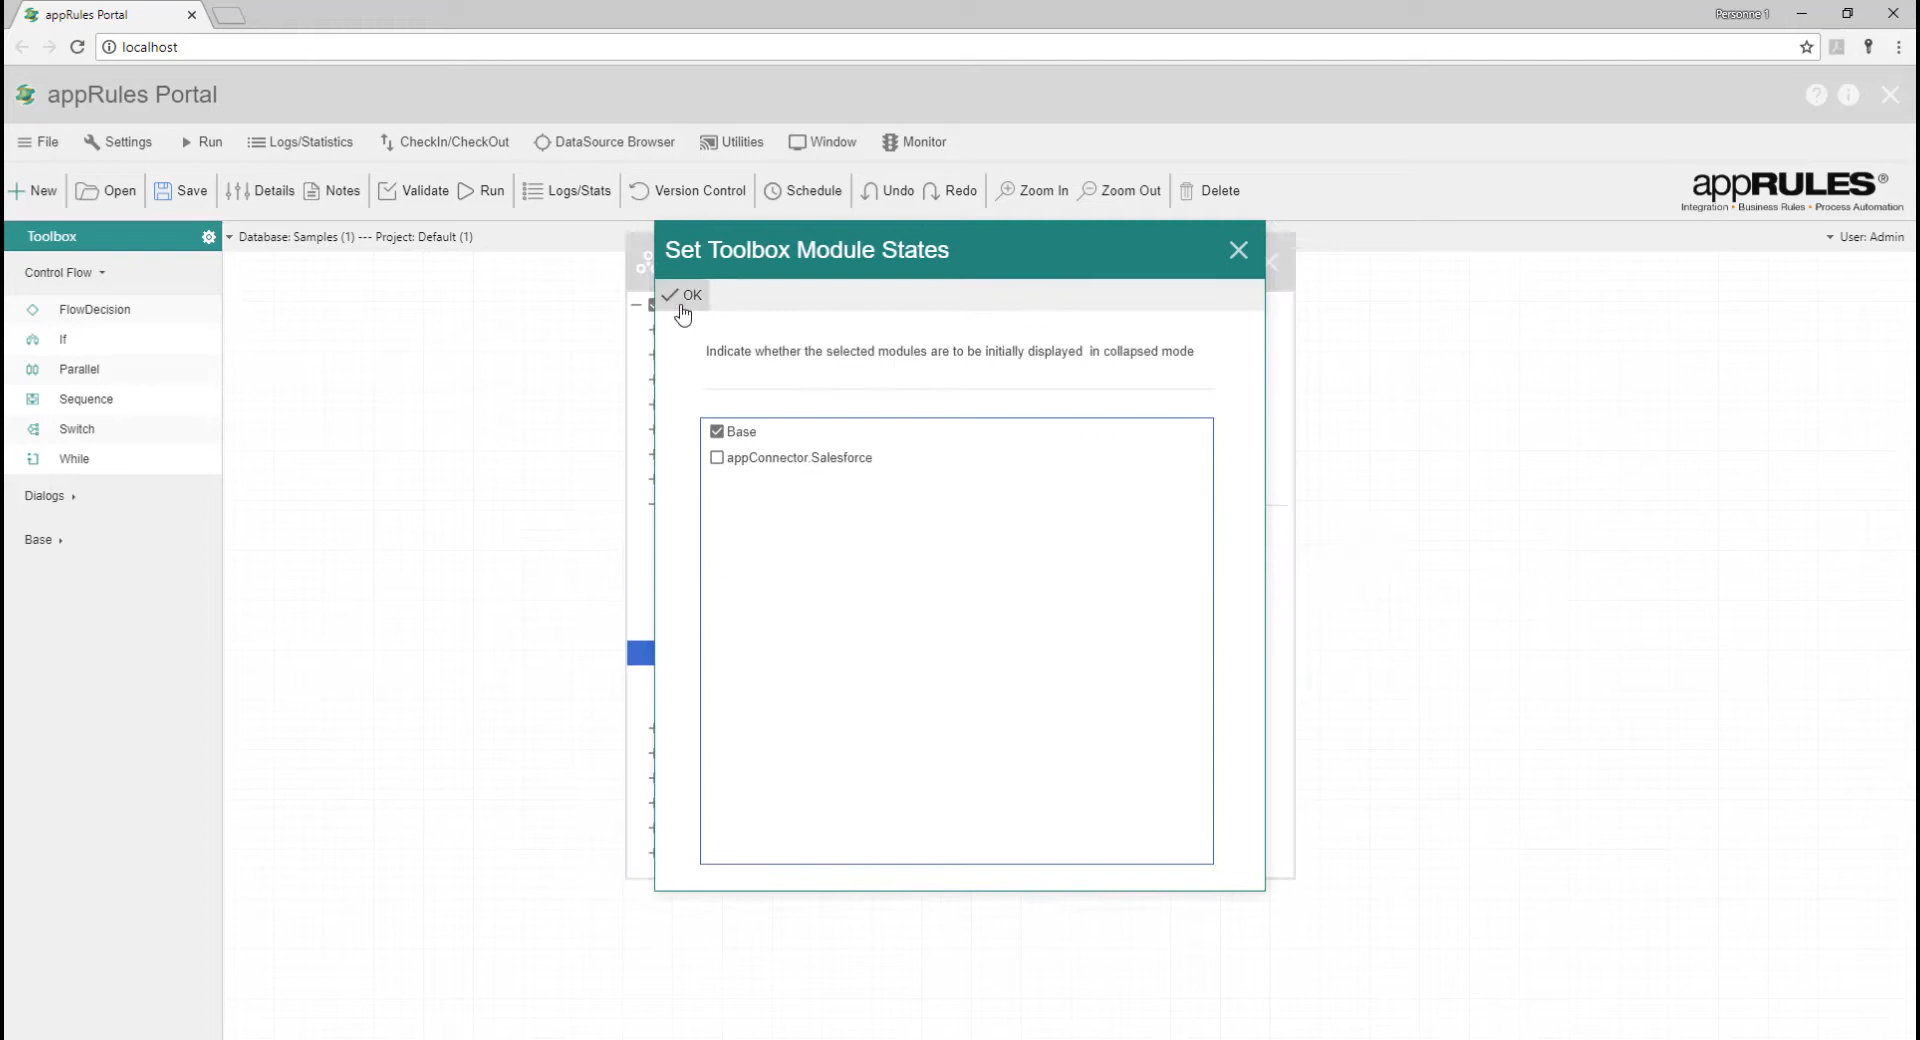 appRules Portal
Personne 1
localhost
appRules Portal
File Settings Run Logs/Statistics CheckIn/CheckOut DataSource Browser Utilities Window Monitor
New Open Save Details Notes Validate Run Logs/Stats Version Control Schedule Undo Redo Zoom In Zoom Out Delete
appRULES®
Integration • Business Rules • Process Automation
Toolbox
Database: Samples (1) --- Project: Default (1)
User: Admin
Control Flow
FlowDecision
If
Parallel
Sequence
Switch
While
Dialogs
Base
Set Toolbox Module States
OK
Indicate whether the selected modules are to be initially displayed in collapsed mode
Base
appConnector.Salesforce